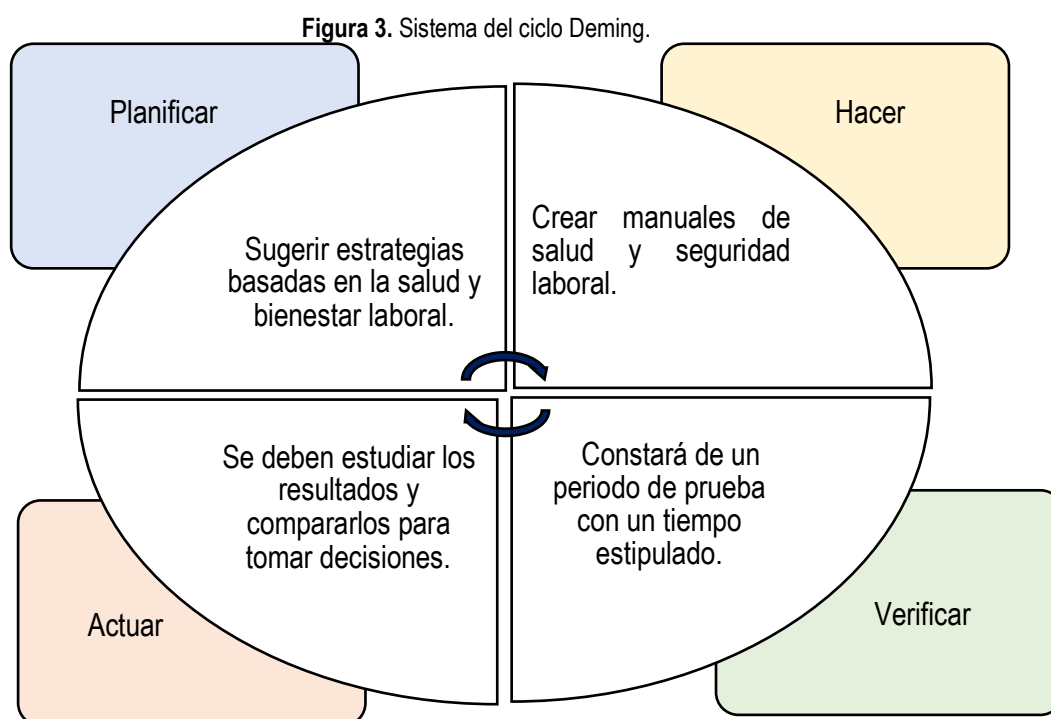 Figura 3. Sistema del ciclo Deming.
Planificar
Hacer
Sugerir estrategias
basadas en la salud y
bienestar laboral.
Crear manuales de
salud y seguridad
laboral.
Se deben estudiar los
resultados y
compararlos para
tomar decisiones.
Constará de un
periodo de prueba
con un tiempo
estipulado.
Actuar
Verificar